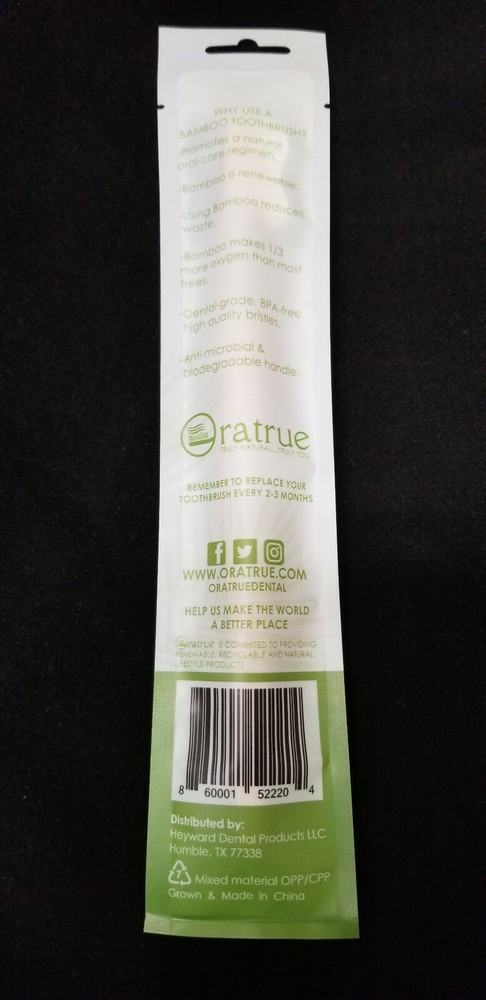 WHY USE A
BAMBOO TOOTHBRUSH?
-Promotes a natural
oral-care regimen.
-Bamboo is renewable.
-Using Bamboo reduces
waste.
-Bamboo makes 1/3
more oxygen than most
trees.
-Dental-grade, BPA-free
high quality bristles.
-Anti-microbial &
biodegradable handle.
Oratrue
TRULY NATURAL...TRULY YOU
REMEMBER TO REPLACE YOUR
TOOTHBRUSH EVERY 2-3 MONTHS
WWW.ORATRUE.COM
ORATRUEDENTAL
HELP US MAKE THE WORLD
A BETTER PLACE
Oratrue IS COMMITED TO PROVIDING
RENEWABLE, RECYCLABLE AND NATURAL
LIFESTYLE PRODUCTS
8 60001 52220 4
Distributed by:
Heyward Dental Products LLC
Humble, TX 77338
7 Mixed material OPP/CPP
Grown & Made in China